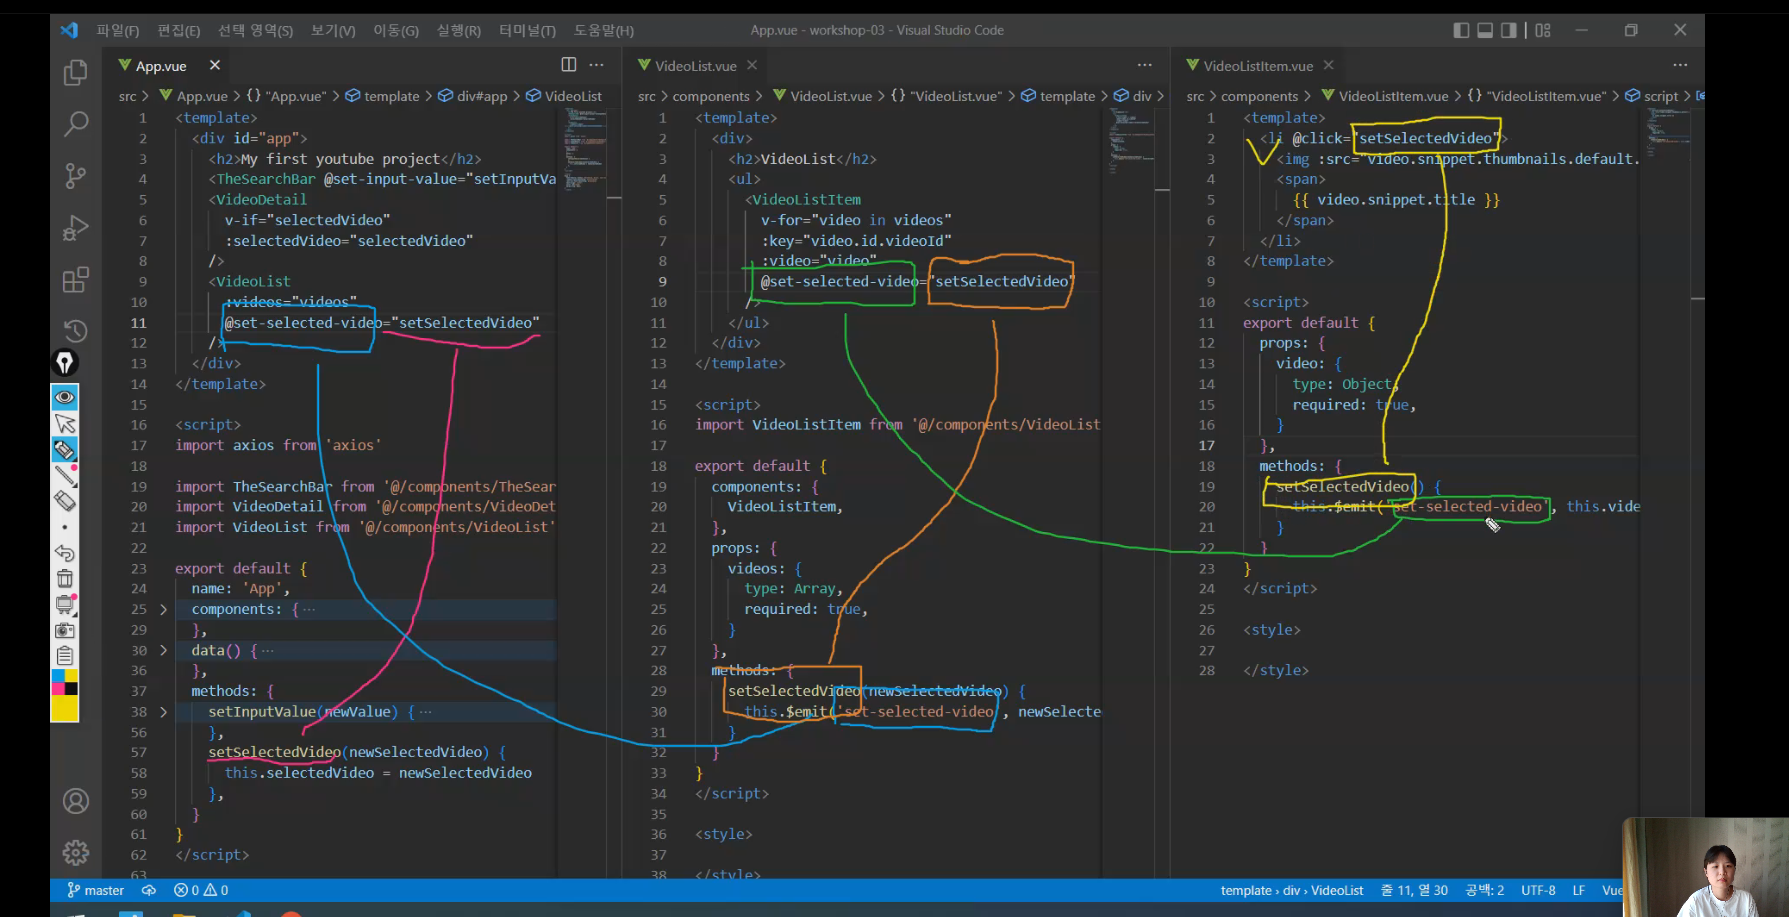 파일(F) 편집(E) 선택 영역(S) 보기(V) 이동(G) 실행(R) 터미널(T) 도움말(H) App.vue - workshop-03 - Visual Studio Code
App.vue
src > App.vue > {} "App.vue" > template > div#app > VideoList
1 <template>
2 <div id="app">
3 <h2>My first youtube project</h2>
4 <TheSearchBar @set-input-value="setInputVa
5 <VideoDetail
6 v-if="selectedVideo"
7 :selectedVideo="selectedVideo"
8 />
9 <VideoList
10 :videos="videos"
11 @set-selected-video="setSelectedVideo"
12 />
13 </div>
14 </template>
15
16 <script>
17 import axios from 'axios'
18
19 import TheSearchBar from '@/components/TheSear
20 import VideoDetail from '@/components/VideoDet
21 import VideoList from '@/components/VideoList'
22
23 export default {
24 name: 'App',
25 components: { ...
29 },
30 data() { ...
36 },
37 methods: {
38 setInputValue(newValue) { ...
56 },
57 setSelectedVideo(newSelectedVideo) {
58 this.selectedVideo = newSelectedVideo
59 },
60 }
61 }
62 </script>
63
VideoList.vue
src > components > VideoList.vue > {} "VideoList.vue" > template > div >
1 <template>
2 <div>
3 <h2>VideoList</h2>
4 <ul>
5 <VideoListItem
6 v-for="video in videos"
7 :key="video.id.videoId"
8 :video="video"
9 @set-selected-video="setSelectedVideo"
10 />
11 </ul>
12 </div>
13 </template>
14
15 <script>
16 import VideoListItem from '@/components/VideoList
17
18 export default {
19 components: {
20 VideoListItem,
21 },
22 props: {
23 videos: {
24 type: Array,
25 required: true,
26 }
27 },
28 methods: {
29 setSelectedVideo(newSelectedVideo) {
30 this.$emit('set-selected-video', newSelecte
31 }
32 }
33 }
34 </script>
35
36 <style>
37
38 </style>
VideoListItem.vue
src > components > VideoListItem.vue > {} "VideoListItem.vue" > script >
1 <template>
2 <li @click="setSelectedVideo">
3 <img :src="video.snippet.thumbnails.default.
4 <span>
5 {{ video.snippet.title }}
6 </span>
7 </li>
8 </template>
9
10 <script>
11 export default {
12 props: {
13 video: {
14 type: Object,
15 required: true,
16 }
17 },
18 methods: {
19 setSelectedVideo() {
20 this.$emit('set-selected-video', this.vide
21 }
22 }
23 }
24 </script>
25
26 <style>
27
28 </style>
master 0 0 template > div > VideoList 줄 11, 열 30 공백: 2 UTF-8 LF Vue